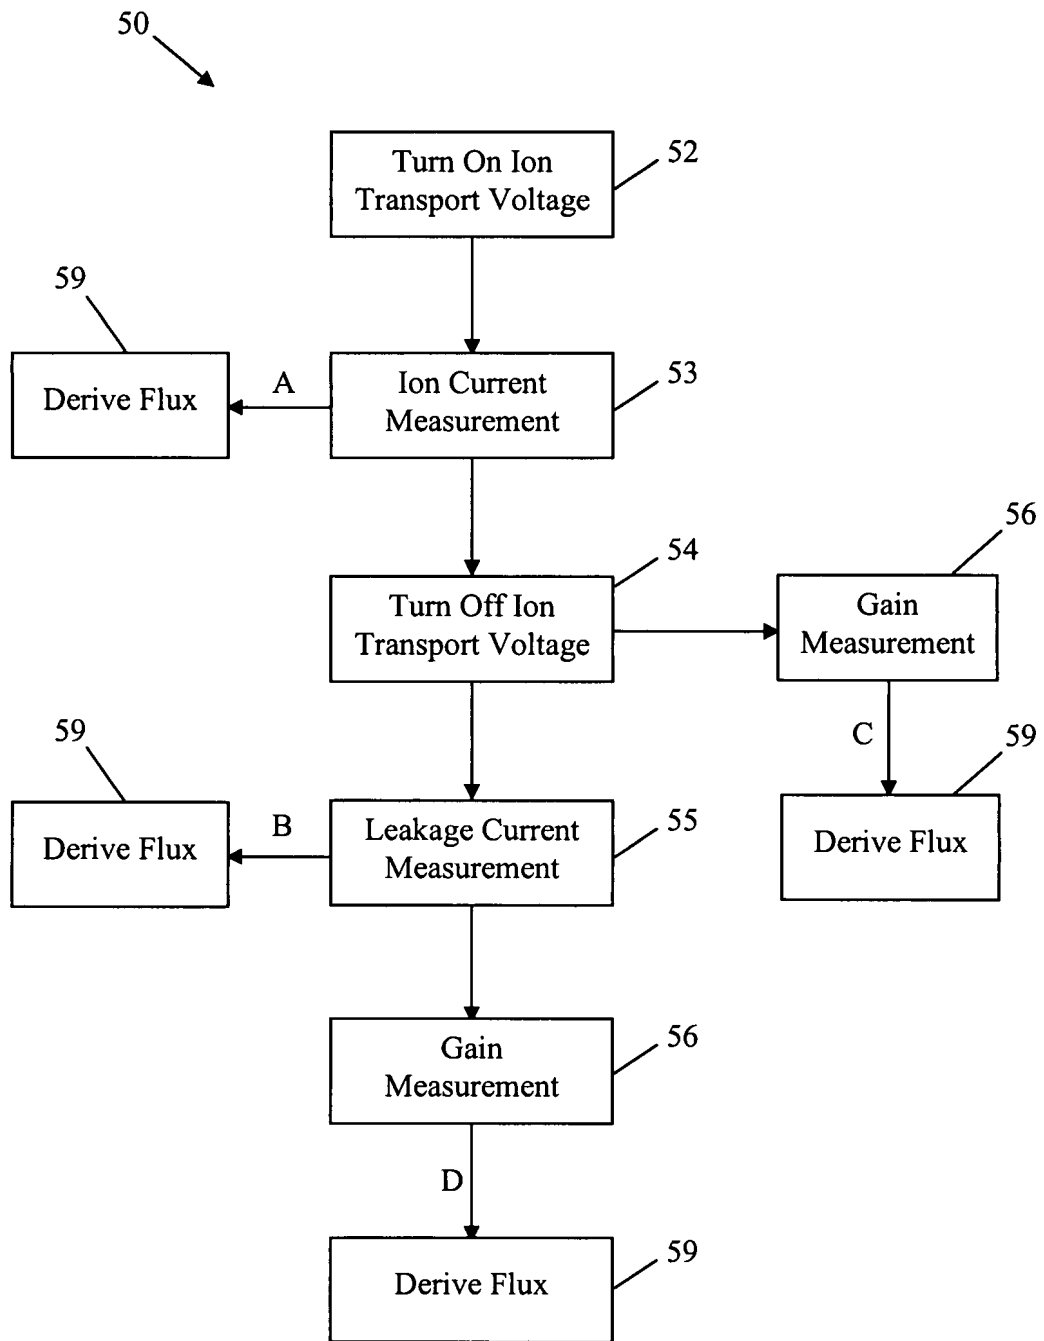 50
Turn On Ion
Transport Voltage
52
59
Derive Flux
A
Ion Current
Measurement
53
Turn Off Ion
Transport Voltage
54
56
Gain
Measurement
59
Derive Flux
B
Leakage Current
Measurement
55
C
59
Derive Flux
Gain
Measurement
56
D
Derive Flux
59